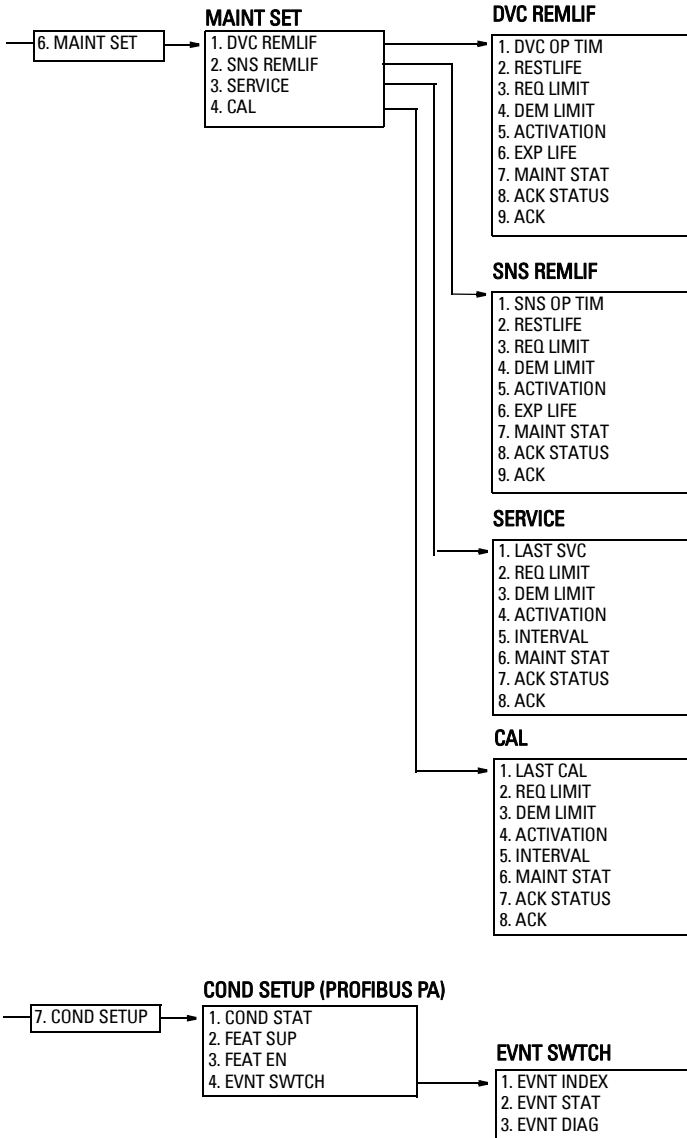 6. MAINT SET
MAINT SET
1. DVC REMLIF
2. SNS REMLIF
3. SERVICE
4. CAL
DVC REMLIF
1. DVC OP TIM
2. RESTLIFE
3. REQ LIMIT
4. DEM LIMIT
5. ACTIVATION
6. EXP LIFE
7. MAINT STAT
8. ACK STATUS
9. ACK
SNS REMLIF
1. SNS OP TIM
2. RESTLIFE
3. REQ LIMIT
4. DEM LIMIT
5. ACTIVATION
6. EXP LIFE
7. MAINT STAT
8. ACK STATUS
9. ACK
SERVICE
1. LAST SVC
2. REQ LIMIT
3. DEM LIMIT
4. ACTIVATION
5. INTERVAL
6. MAINT STAT
7. ACK STATUS
8. ACK
CAL
1. LAST CAL
2. REQ LIMIT
3. DEM LIMIT
4. ACTIVATION
5. INTERVAL
6. MAINT STAT
7. ACK STATUS
8. ACK
7. COND SETUP
COND SETUP (PROFIBUS PA)
1. COND STAT
2. FEAT SUP
3. FEAT EN
4. EVNT SWTCH
EVNT SWTCH
1. EVNT INDEX
2. EVNT STAT
3. EVNT DIAG